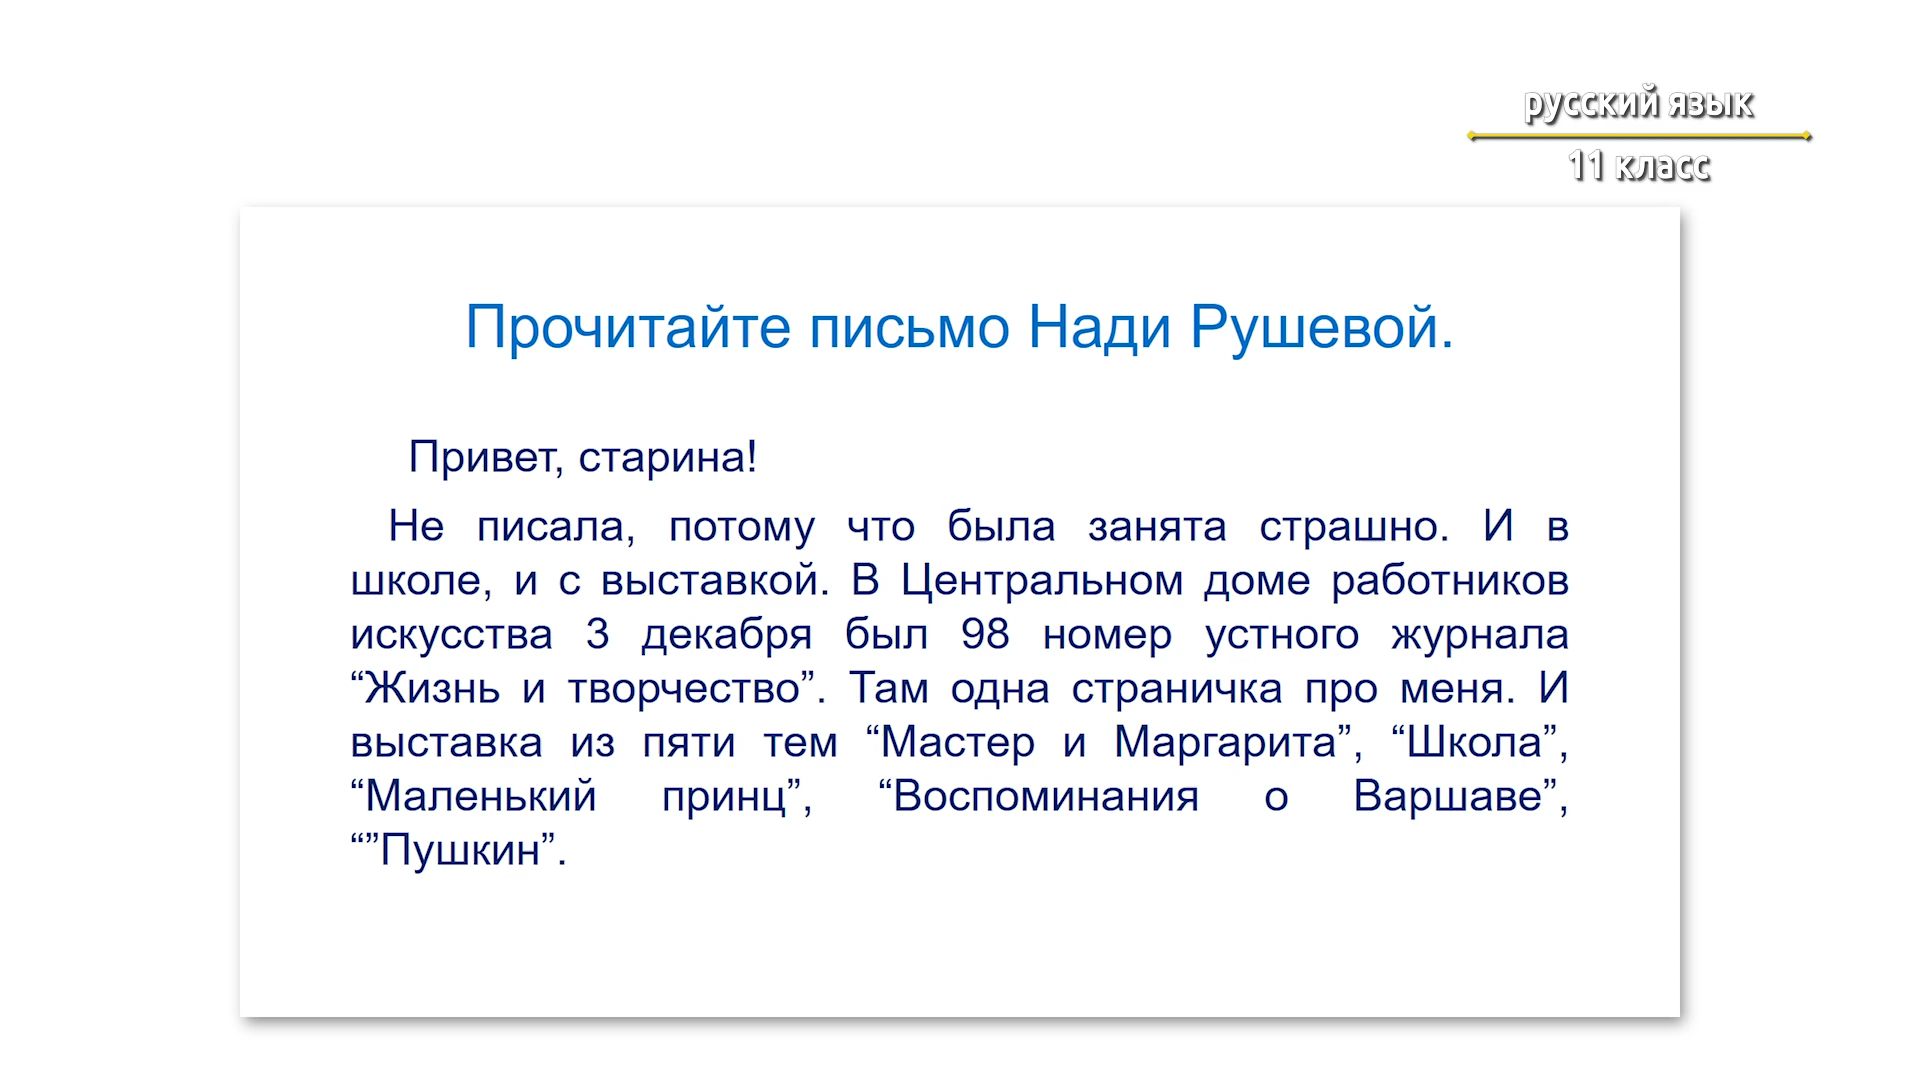 русский язык
11 класс
Прочитайте письмо Нади Рушевой.
Привет, старина!
Не писала, потому что была занята страшно. И в
школе, и с выставкой. В Центральном доме работников
искусства 3 декабря был 98 номер устного журнала
“Жизнь и творчество”. Там одна страничка про меня. И
выставка из пяти тем “Мастер и Маргарита”, “Школа”,
“Маленький принц”, “Воспоминания о Варшаве”,
“”Пушкин”.